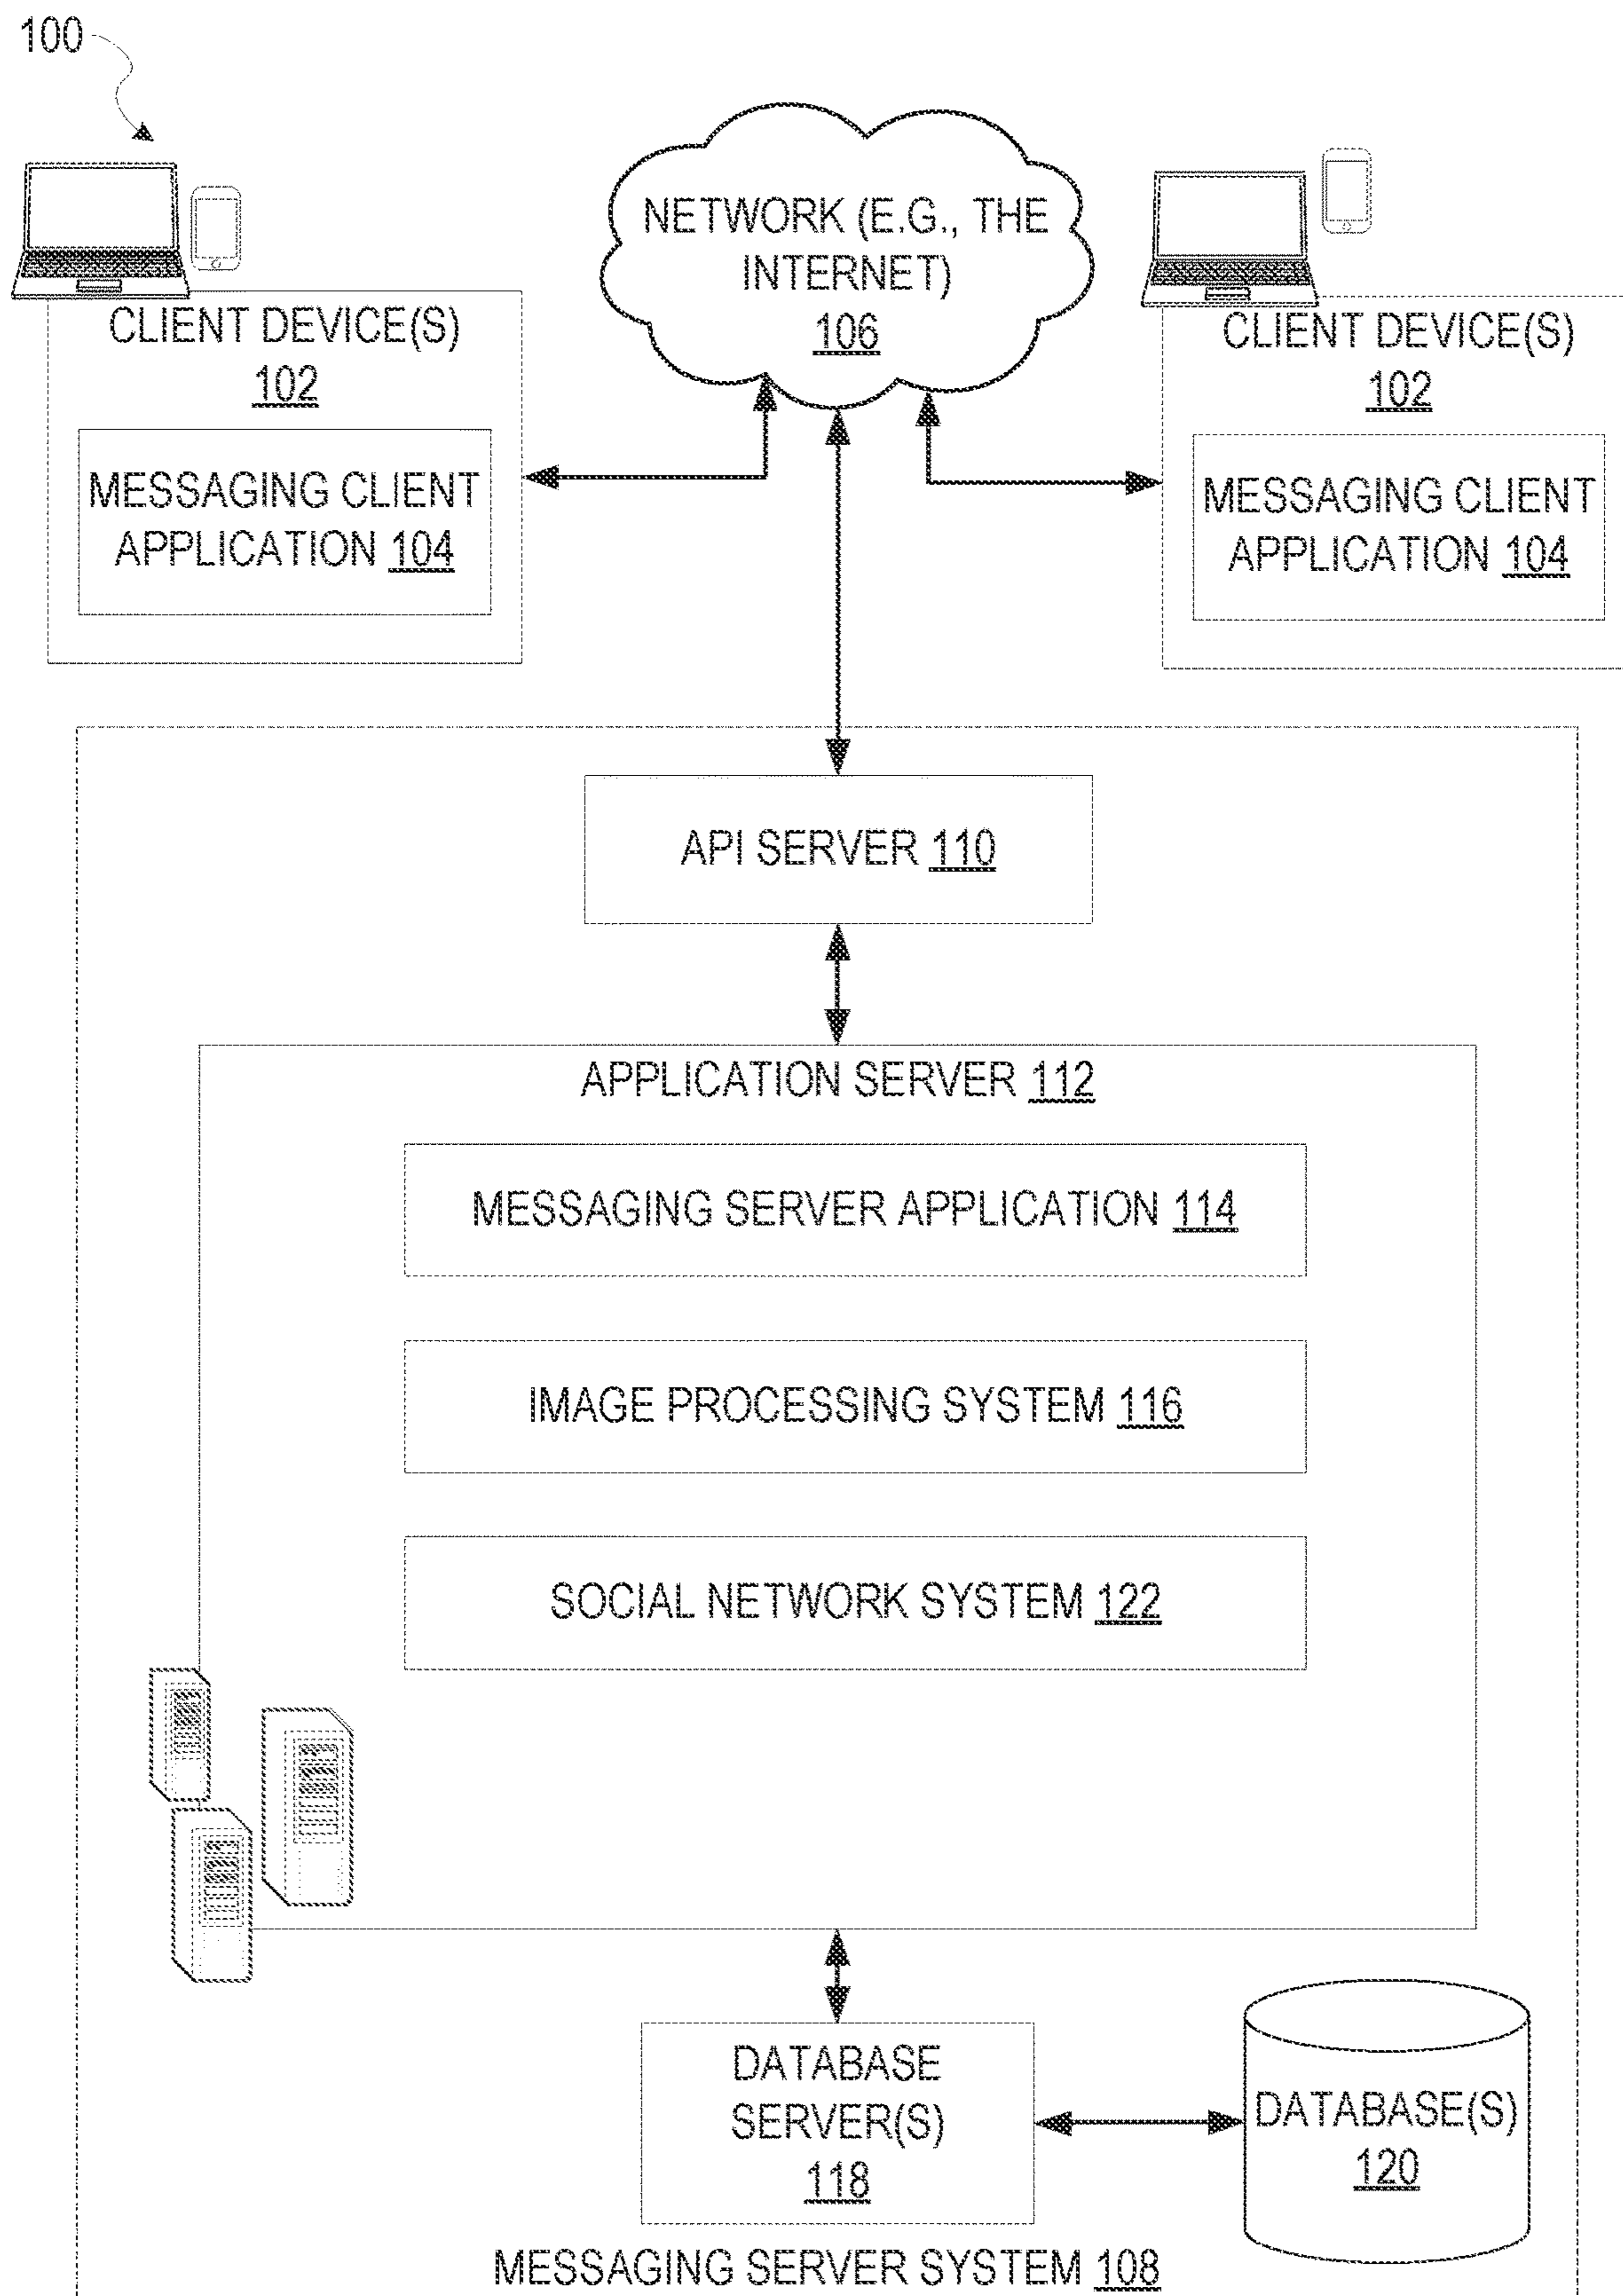 100
NETWORK (E.G., THE
INTERNET)
106
CLIENT DEVICE(S)
102
MESSAGING CLIENT
APPLICATION 104
CLIENT DEVICE(S)
102
MESSAGING CLIENT
APPLICATION 104
API SERVER 110
APPLICATION SERVER 112
MESSAGING SERVER APPLICATION 114
IMAGE PROCESSING SYSTEM 116
SOCIAL NETWORK SYSTEM 122
DATABASE
SERVER(S)
118
DATABASE(S)
120
MESSAGING SERVER SYSTEM 108